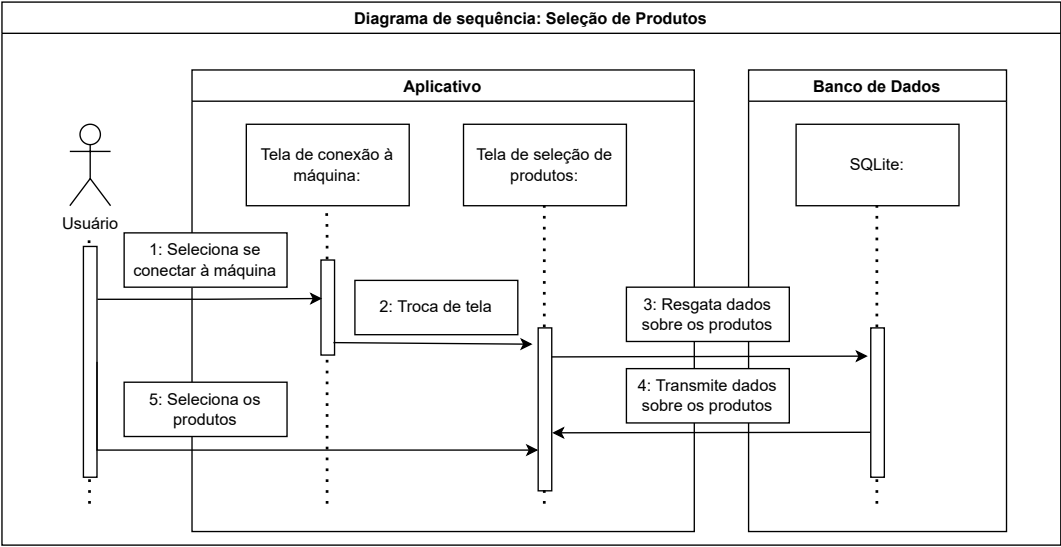 Diagrama de sequência: Seleção de Produtos
Aplicativo
Banco de Dados
Tela de conexão à
máquina:
Tela de seleção de
produtos:
SQLite:
Usuário
1: Seleciona se
conectar à máquina
2: Troca de tela
3: Resgata dados
sobre os produtos
4: Transmite dados
sobre os produtos
5: Seleciona os
produtos